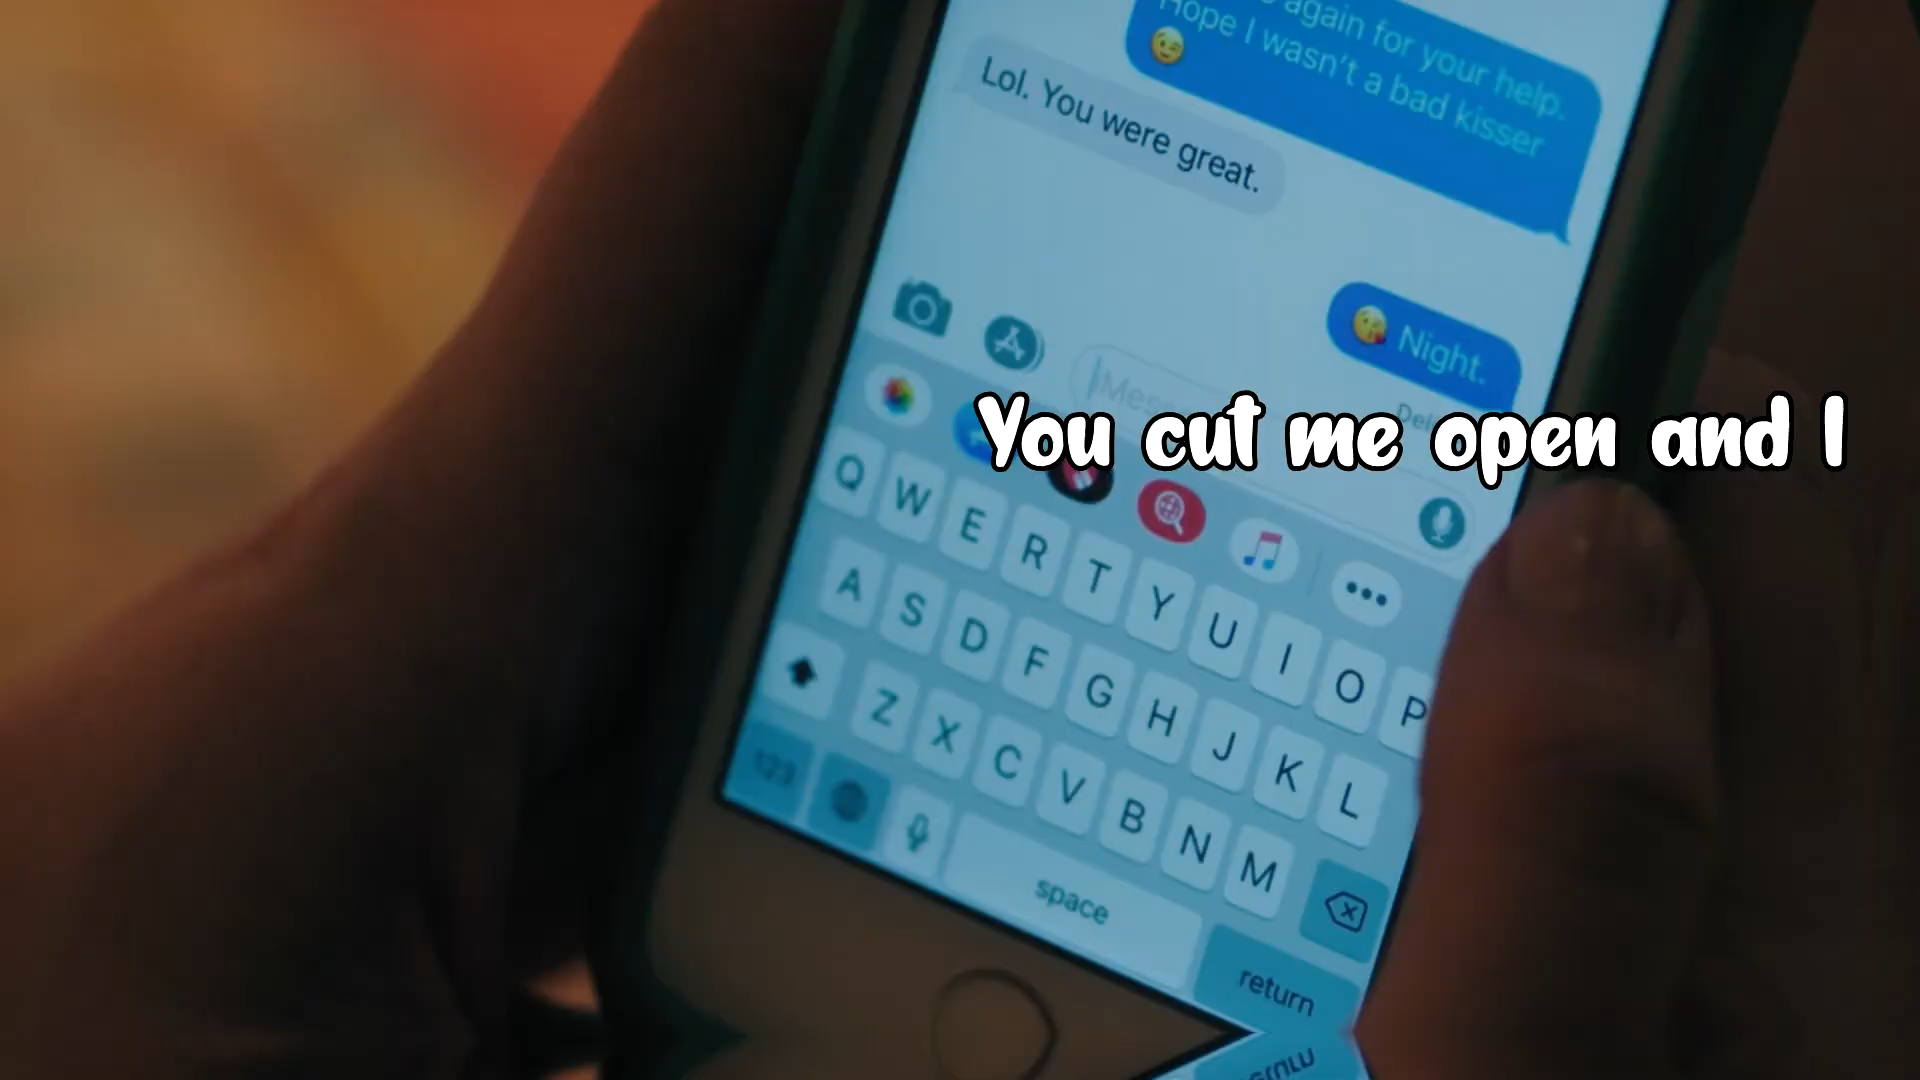 again for your help.
Hope I wasn't a bad kisser
😉
Lol. You were great.
😘 Night.
You cut me open and I
Q W E R T Y U I O P
A S D F G H J K L
Z X C V B N M
123
space
return